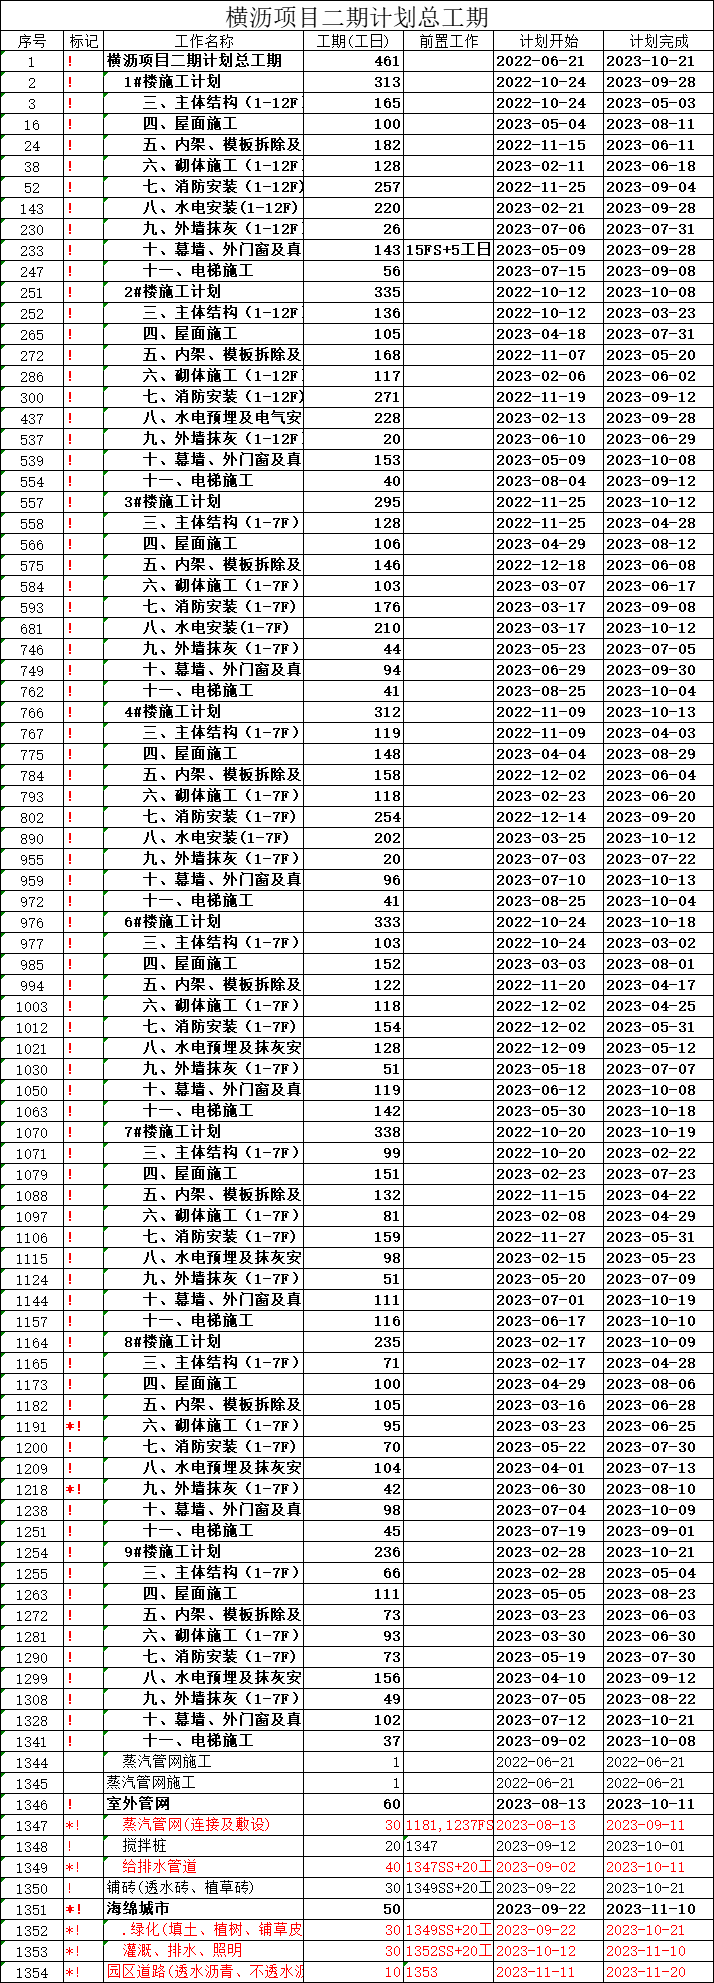 横沥项目二期计划总工期
序号 标记 工作名称 工期(工日) 前置工作 计划开始 计划完成
1 ! 横沥项目二期计划总工期 461 2022-06-21 2023-10-21
2 ! 1#楼施工计划 313 2022-10-24 2023-09-28
3 ! 三、主体结构（1-12F） 165 2022-10-24 2023-05-03
16 ! 四、屋面施工 100 2023-05-04 2023-08-11
24 ! 五、内架、模板拆除及 182 2022-11-15 2023-06-11
38 ! 六、砌体施工（1-12F） 128 2023-02-11 2023-06-18
52 ! 七、消防安装（1-12F) 257 2022-11-25 2023-09-04
143 ! 八、水电安装(1-12F) 220 2023-02-21 2023-09-28
230 ! 九、外墙抹灰（1-12F） 26 2023-07-06 2023-07-31
233 ! 十、幕墙、外门窗及真 143 15FS+5工日 2023-05-09 2023-09-28
247 ! 十一、电梯施工 56 2023-07-15 2023-09-08
251 ! 2#楼施工计划 335 2022-10-12 2023-10-08
252 ! 三、主体结构（1-12F） 136 2022-10-12 2023-03-23
265 ! 四、屋面施工 105 2023-04-18 2023-07-31
272 ! 五、内架、模板拆除及 168 2022-11-07 2023-05-20
286 ! 六、砌体施工（1-12F） 117 2023-02-06 2023-06-02
300 ! 七、消防安装（1-12F) 271 2022-11-19 2023-09-12
437 ! 八、水电预埋及电气安 228 2023-02-13 2023-09-28
537 ! 九、外墙抹灰（1-12F） 20 2023-06-10 2023-06-29
539 ! 十、幕墙、外门窗及真 153 2023-05-09 2023-10-08
554 ! 十一、电梯施工 40 2023-08-04 2023-09-12
557 ! 3#楼施工计划 295 2022-11-25 2023-10-12
558 ! 三、主体结构（1-7F） 128 2022-11-25 2023-04-28
566 ! 四、屋面施工 106 2023-04-29 2023-08-12
575 ! 五、内架、模板拆除及 146 2022-12-18 2023-06-08
584 ! 六、砌体施工（1-7F） 103 2023-03-07 2023-06-17
593 ! 七、消防安装（1-7F) 176 2023-03-17 2023-09-08
681 ! 八、水电安装(1-7F) 210 2023-03-17 2023-10-12
746 ! 九、外墙抹灰（1-7F） 44 2023-05-23 2023-07-05
749 ! 十、幕墙、外门窗及真 94 2023-06-29 2023-09-30
762 ! 十一、电梯施工 41 2023-08-25 2023-10-04
766 ! 4#楼施工计划 312 2022-11-09 2023-10-13
767 ! 三、主体结构（1-7F） 119 2022-11-09 2023-04-03
775 ! 四、屋面施工 148 2023-04-04 2023-08-29
784 ! 五、内架、模板拆除及 158 2022-12-02 2023-06-04
793 ! 六、砌体施工（1-7F） 118 2023-02-23 2023-06-20
802 ! 七、消防安装（1-7F) 254 2022-12-14 2023-09-20
890 ! 八、水电安装(1-7F) 202 2023-03-25 2023-10-12
955 ! 九、外墙抹灰（1-7F） 20 2023-07-03 2023-07-22
959 ! 十、幕墙、外门窗及真 96 2023-07-10 2023-10-13
972 ! 十一、电梯施工 41 2023-08-25 2023-10-04
976 ! 6#楼施工计划 333 2022-10-24 2023-10-18
977 ! 三、主体结构（1-7F） 103 2022-10-24 2023-03-02
985 ! 四、屋面施工 152 2023-03-03 2023-08-01
994 ! 五、内架、模板拆除及 122 2022-11-20 2023-04-17
1003 ! 六、砌体施工（1-7F） 118 2022-12-02 2023-04-25
1012 ! 七、消防安装（1-7F) 154 2022-12-02 2023-05-31
1021 ! 八、水电预埋及抹灰安 128 2022-12-09 2023-05-12
1030 ! 九、外墙抹灰（1-7F） 51 2023-05-18 2023-07-07
1050 ! 十、幕墙、外门窗及真 119 2023-06-12 2023-10-08
1063 ! 十一、电梯施工 142 2023-05-30 2023-10-18
1070 ! 7#楼施工计划 338 2022-10-20 2023-10-19
1071 ! 三、主体结构（1-7F） 99 2022-10-20 2023-02-22
1079 ! 四、屋面施工 151 2023-02-23 2023-07-23
1088 ! 五、内架、模板拆除及 132 2022-11-15 2023-04-22
1097 ! 六、砌体施工（1-7F） 81 2023-02-08 2023-04-29
1106 ! 七、消防安装（1-7F) 159 2022-11-27 2023-05-31
1115 ! 八、水电预埋及抹灰安 98 2023-02-15 2023-05-23
1124 ! 九、外墙抹灰（1-7F） 51 2023-05-20 2023-07-09
1144 ! 十、幕墙、外门窗及真 111 2023-07-01 2023-10-19
1157 ! 十一、电梯施工 116 2023-06-17 2023-10-10
1164 ! 8#楼施工计划 235 2023-02-17 2023-10-09
1165 ! 三、主体结构（1-7F） 71 2023-02-17 2023-04-28
1173 ! 四、屋面施工 100 2023-04-29 2023-08-06
1182 ! 五、内架、模板拆除及 105 2023-03-16 2023-06-28
1191 *! 六、砌体施工（1-7F） 95 2023-03-23 2023-06-25
1200 ! 七、消防安装（1-7F) 70 2023-05-22 2023-07-30
1209 ! 八、水电预埋及抹灰安 104 2023-04-01 2023-07-13
1218 *! 九、外墙抹灰（1-7F） 42 2023-06-30 2023-08-10
1238 ! 十、幕墙、外门窗及真 98 2023-07-04 2023-10-09
1251 ! 十一、电梯施工 45 2023-07-19 2023-09-01
1254 ! 9#楼施工计划 236 2023-02-28 2023-10-21
1255 ! 三、主体结构（1-7F） 66 2023-02-28 2023-05-04
1263 ! 四、屋面施工 111 2023-05-05 2023-08-23
1272 ! 五、内架、模板拆除及 73 2023-03-23 2023-06-03
1281 ! 六、砌体施工（1-7F） 93 2023-03-30 2023-06-30
1290 ! 七、消防安装（1-7F) 73 2023-05-19 2023-07-30
1299 ! 八、水电预埋及抹灰安 156 2023-04-10 2023-09-12
1308 ! 九、外墙抹灰（1-7F） 49 2023-07-05 2023-08-22
1328 ! 十、幕墙、外门窗及真 102 2023-07-12 2023-10-21
1341 ! 十一、电梯施工 37 2023-09-02 2023-10-08
1344 蒸汽管网施工 1 2022-06-21 2022-06-21
1345 蒸汽管网施工 1 2022-06-21 2022-06-21
1346 ! 室外管网 60 2023-08-13 2023-10-11
1347 *! 蒸汽管网(连接及敷设) 30 1181,1237FS 2023-08-13 2023-09-11
1348 ! 搅拌桩 20 1347 2023-09-12 2023-10-01
1349 *! 给排水管道 40 1347SS+20工 2023-09-02 2023-10-11
1350 ! 铺砖(透水砖、植草砖) 30 1349SS+20工 2023-09-22 2023-10-21
1351 *! 海绵城市 50 2023-09-22 2023-11-10
1352 *! .绿化(填土、植树、铺草皮 30 1349SS+20工 2023-09-22 2023-10-21
1353 *! 灌溉、排水、照明 30 1352SS+20工 2023-10-12 2023-11-10
1354 *! 园区道路(透水沥青、不透水沥 10 1353 2023-11-11 2023-11-20